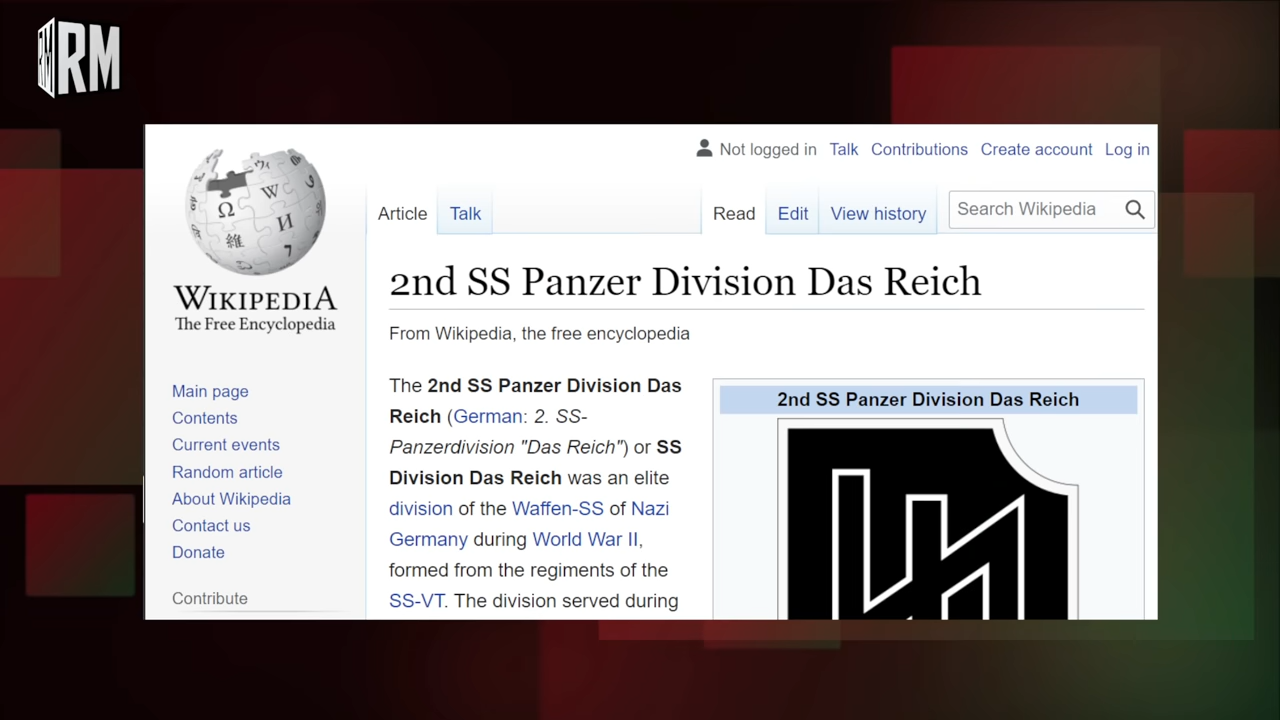 RM RM
Not logged in Talk Contributions Create account Log in
Article Talk Read Edit View history Search Wikipedia
Ω W И 維
WIKIPEDIA
The Free Encyclopedia
2nd SS Panzer Division Das Reich
From Wikipedia, the free encyclopedia
Main page
Contents
Current events
Random article
About Wikipedia
Contact us
Donate
Contribute
The 2nd SS Panzer Division Das
Reich (German: 2. SS-
Panzerdivision "Das Reich") or SS
Division Das Reich was an elite
division of the Waffen-SS of Nazi
Germany during World War II,
formed from the regiments of the
SS-VT. The division served during
2nd SS Panzer Division Das Reich